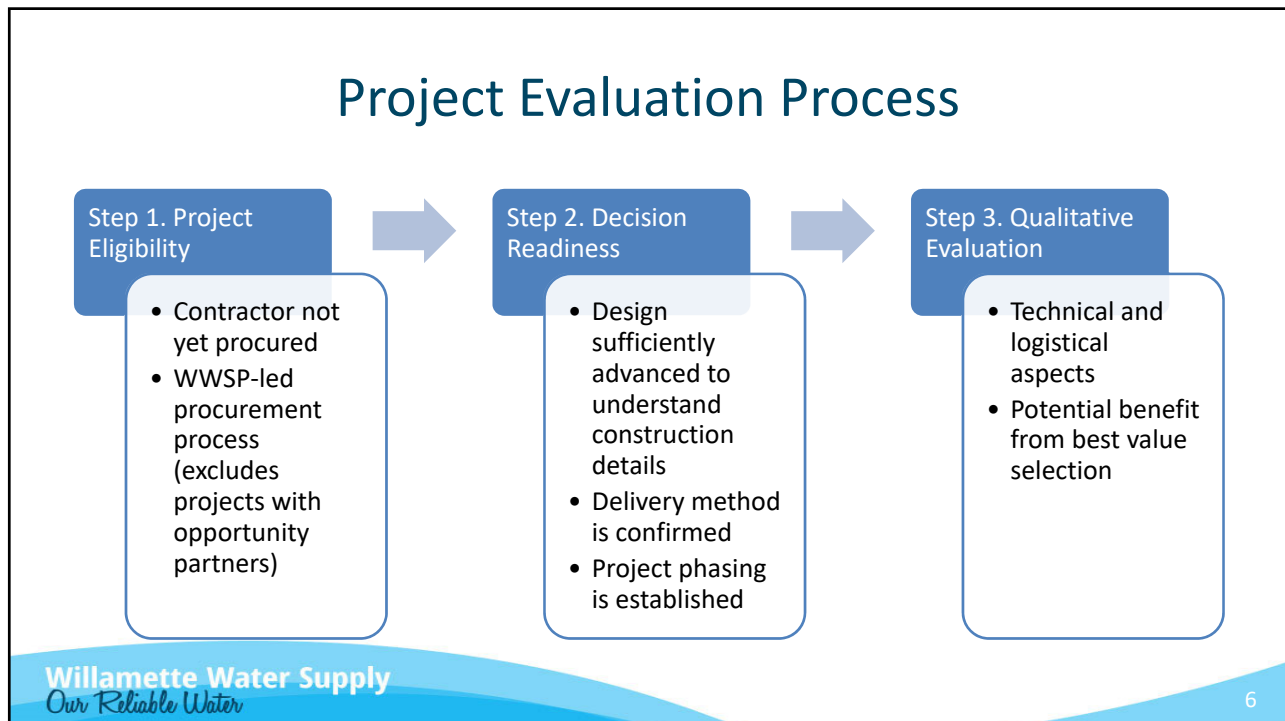 Project Evaluation Process
Step 1. Project
Eligibility
• Contractor not
yet procured
• WWSP-led
procurement
process
(excludes
projects with
opportunity
partners)
Step 2. Decision
Readiness
• Design
sufficiently
advanced to
understand
construction
details
• Delivery method
is confirmed
• Project phasing
is established
Step 3. Qualitative
Evaluation
• Technical and
logistical
aspects
• Potential benefit
from best value
selection
Willamette Water Supply
Our Reliable Water
6